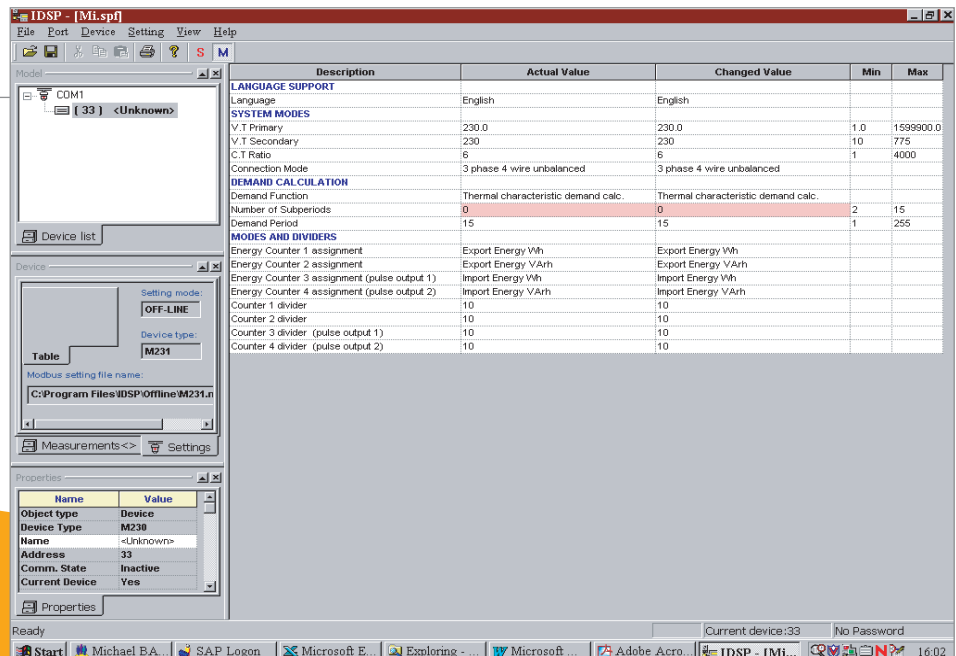 IDSP - [Mi.spf]
File Port Device Setting View Help
S M
Model
COM1
( 33 ) <Unknown>
Device list
Device
Setting mode:
OFF-LINE
Device type:
M231
Table
Modbus setting file name:
C:\Program Files\IDSP\Offline\M231.n
Measurements<> Settings
Properties
Name Value
Object type Device
Device Type M230
Name <Unknown>
Address 33
Comm. State Inactive
Current Device Yes
Properties
Description Actual Value Changed Value Min Max
LANGUAGE SUPPORT
Language English English
SYSTEM MODES
V.T Primary 230.0 230.0 1.0 1599900.0
V.T Secondary 230 230 10 775
C.T Ratio 6 6 1 4000
Connection Mode 3 phase 4 wire unbalanced 3 phase 4 wire unbalanced
DEMAND CALCULATION
Demand Function Thermal characteristic demand calc. Thermal characteristic demand calc.
Number of Subperiods 0 0 2 15
Demand Period 15 15 1 255
MODES AND DIVIDERS
Energy Counter 1 assignment Export Energy Wh Export Energy Wh
Energy Counter 2 assignment Export Energy VArh Export Energy VArh
Energy Counter 3 assignment (pulse output 1) Import Energy Wh Import Energy Wh
Energy Counter 4 assignment (pulse output 2) Import Energy VArh Import Energy VArh
Counter 1 divider 10 10
Counter 2 divider 10 10
Counter 3 divider (pulse output 1) 10 10
Counter 4 divider (pulse output 2) 10 10
Ready Current device:33 No Password
Start Michael B.A... SAP Logon Microsoft E... Exploring - ... Microsoft ... Adobe Acro... IDSP - [Mi... N 16:02